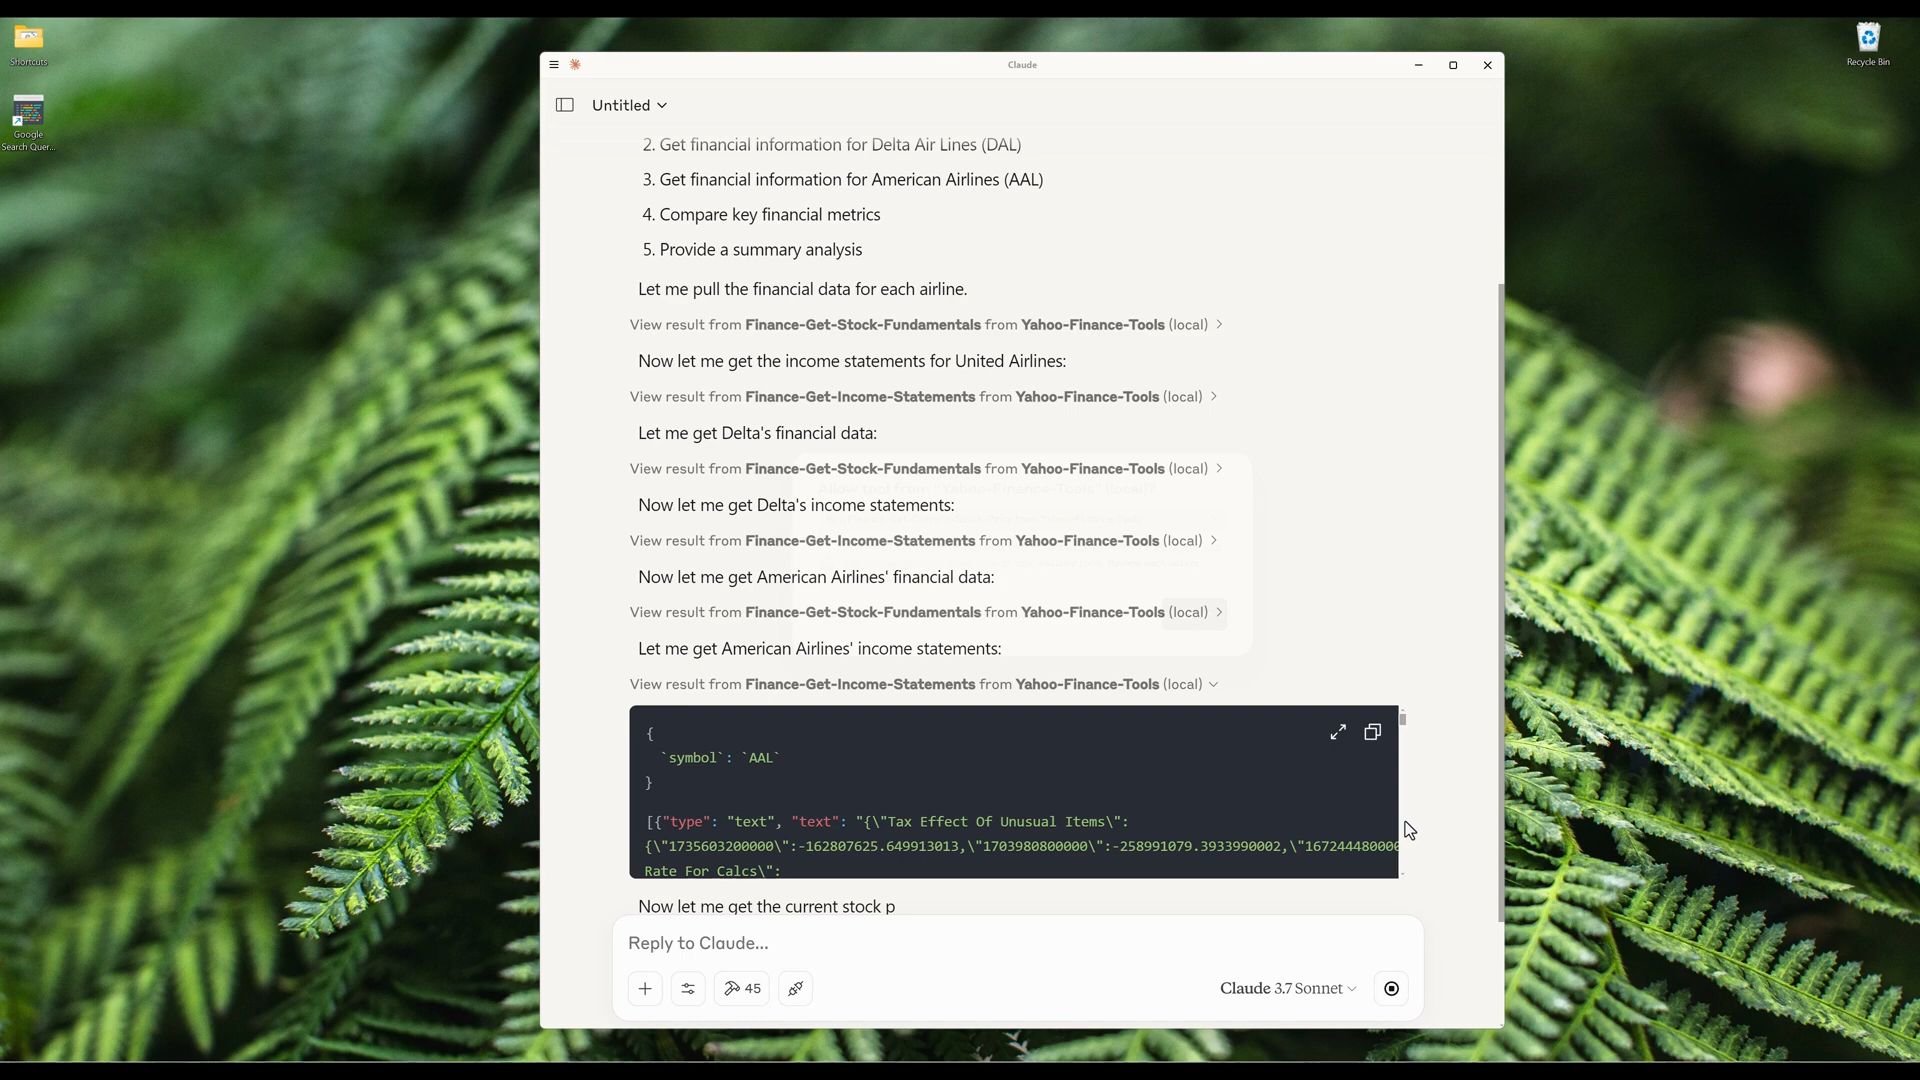 Shortcuts
Google
Search Quer...
Recycle Bin
Claude
Untitled
2. Get financial information for Delta Air Lines (DAL)
3. Get financial information for American Airlines (AAL)
4. Compare key financial metrics
5. Provide a summary analysis
Let me pull the financial data for each airline.
View result from Finance-Get-Stock-Fundamentals from Yahoo-Finance-Tools (local)
Now let me get the income statements for United Airlines:
View result from Finance-Get-Income-Statements from Yahoo-Finance-Tools (local)
Let me get Delta's financial data:
View result from Finance-Get-Stock-Fundamentals from Yahoo-Finance-Tools (local)
Now let me get Delta's income statements:
View result from Finance-Get-Income-Statements from Yahoo-Finance-Tools (local)
Now let me get American Airlines' financial data:
View result from Finance-Get-Stock-Fundamentals from Yahoo-Finance-Tools (local)
Let me get American Airlines' income statements:
View result from Finance-Get-Income-Statements from Yahoo-Finance-Tools (local)
{
`symbol`: `AAL`
}
[{"type": "text", "text": "{\"Tax Effect Of Unusual Items\":
{\"1735603200000\":-162807625.649913013,\"1703980800000\":-258991079.3933990002,\"167244480000
Rate For Calcs\":
Now let me get the current stock p
Reply to Claude...
45
Claude 3.7 Sonnet